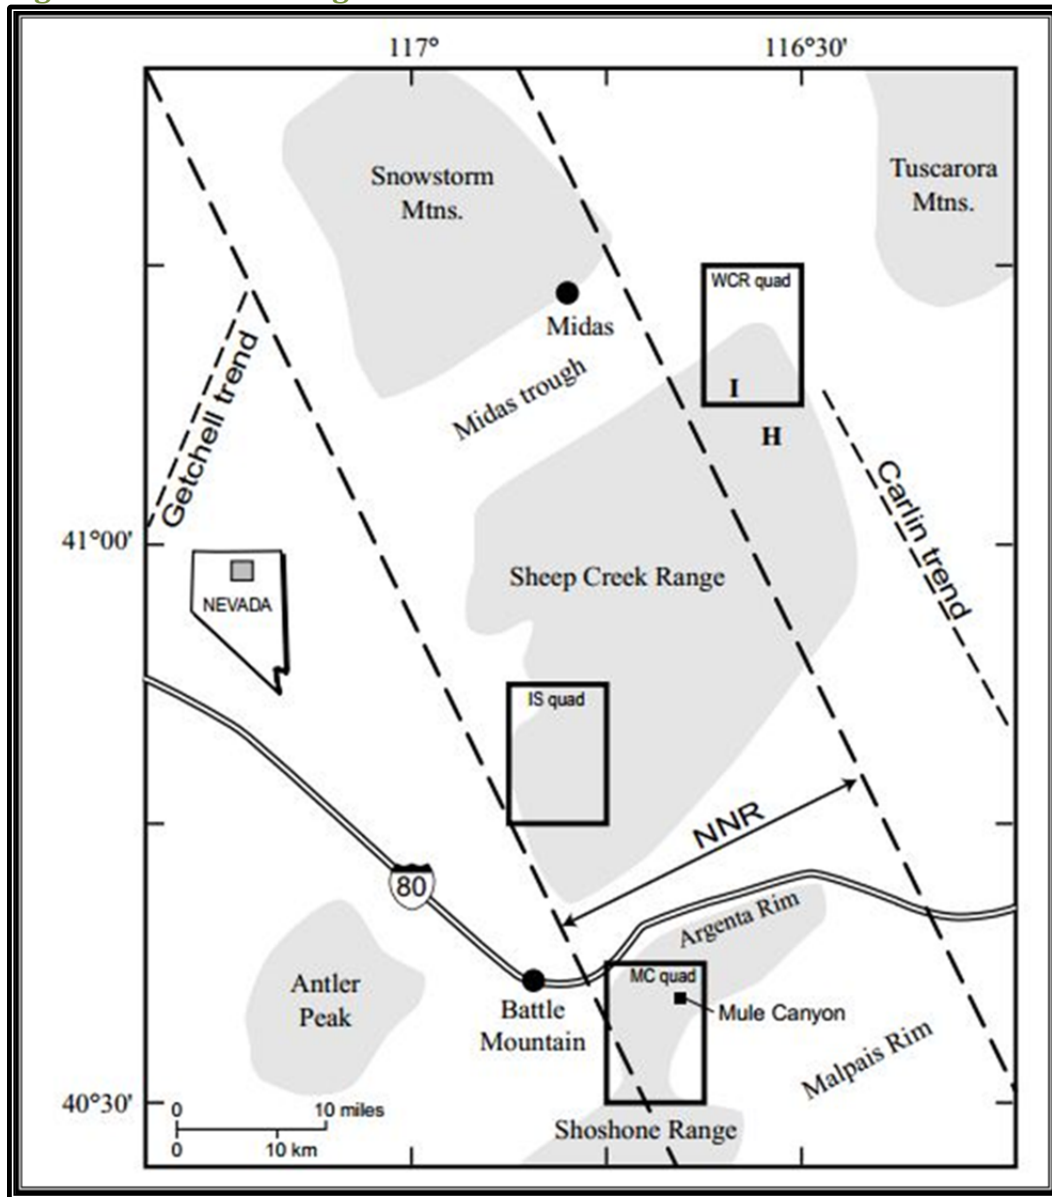 117°
116°30'
Snowstorm
Mtns.
Tuscarora
Mtns.
WCR quad
Midas
Midas trough
I
H
Getchell trend
Carlin trend
41°00'
Sheep Creek Range
NEVADA
IS quad
NNR
80
Argenta Rim
MC quad
Antler
Peak
Battle
Mountain
Mule Canyon
Malpais Rim
40°30'
0
10 miles
0
10 km
Shoshone Range